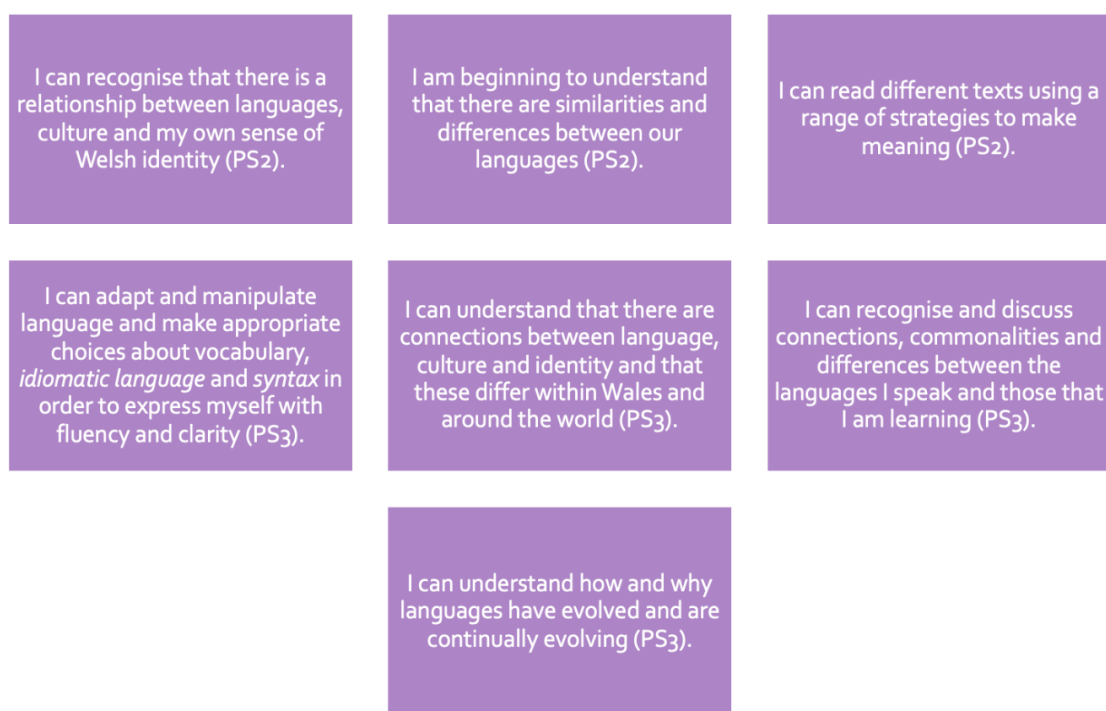 I can recognise that there is a
relationship between languages,
culture and my own sense of
Welsh identity (PS2).
I am beginning to understand
that there are similarities and
differences between our
languages (PS2).
I can read different texts using a
range of strategies to make
meaning (PS2).
I can adapt and manipulate
language and make appropriate
choices about vocabulary,
idiomatic language and syntax in
order to express myself with
fluency and clarity (PS3).
I can understand that there are
connections between language,
culture and identity and that
these differ within Wales and
around the world (PS3).
I can recognise and discuss
connections, commonalities and
differences between the
languages I speak and those that
I am learning (PS3).
I can understand how and why
languages have evolved and are
continually evolving (PS3).